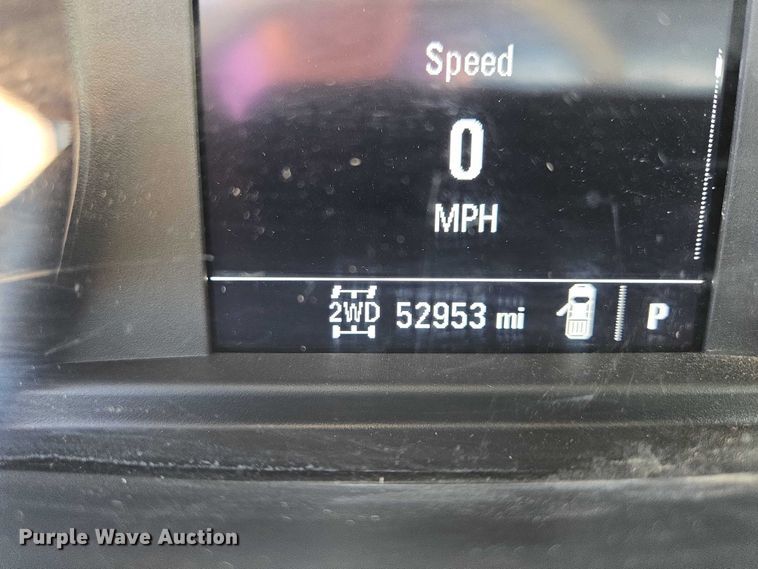 Speed
0
MPH
2WD 52953 mi P
Purple Wave Auction